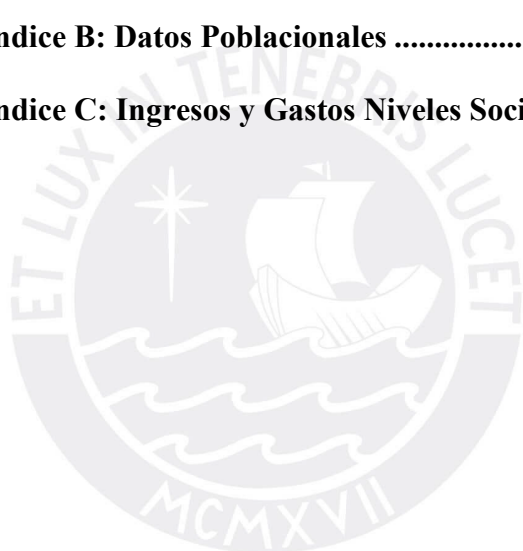 ndice B: Datos Poblacionales ................
ndice C: Ingresos y Gastos Niveles Soci
ET LUX IN TENEBRIS LUCET
MCMXVII